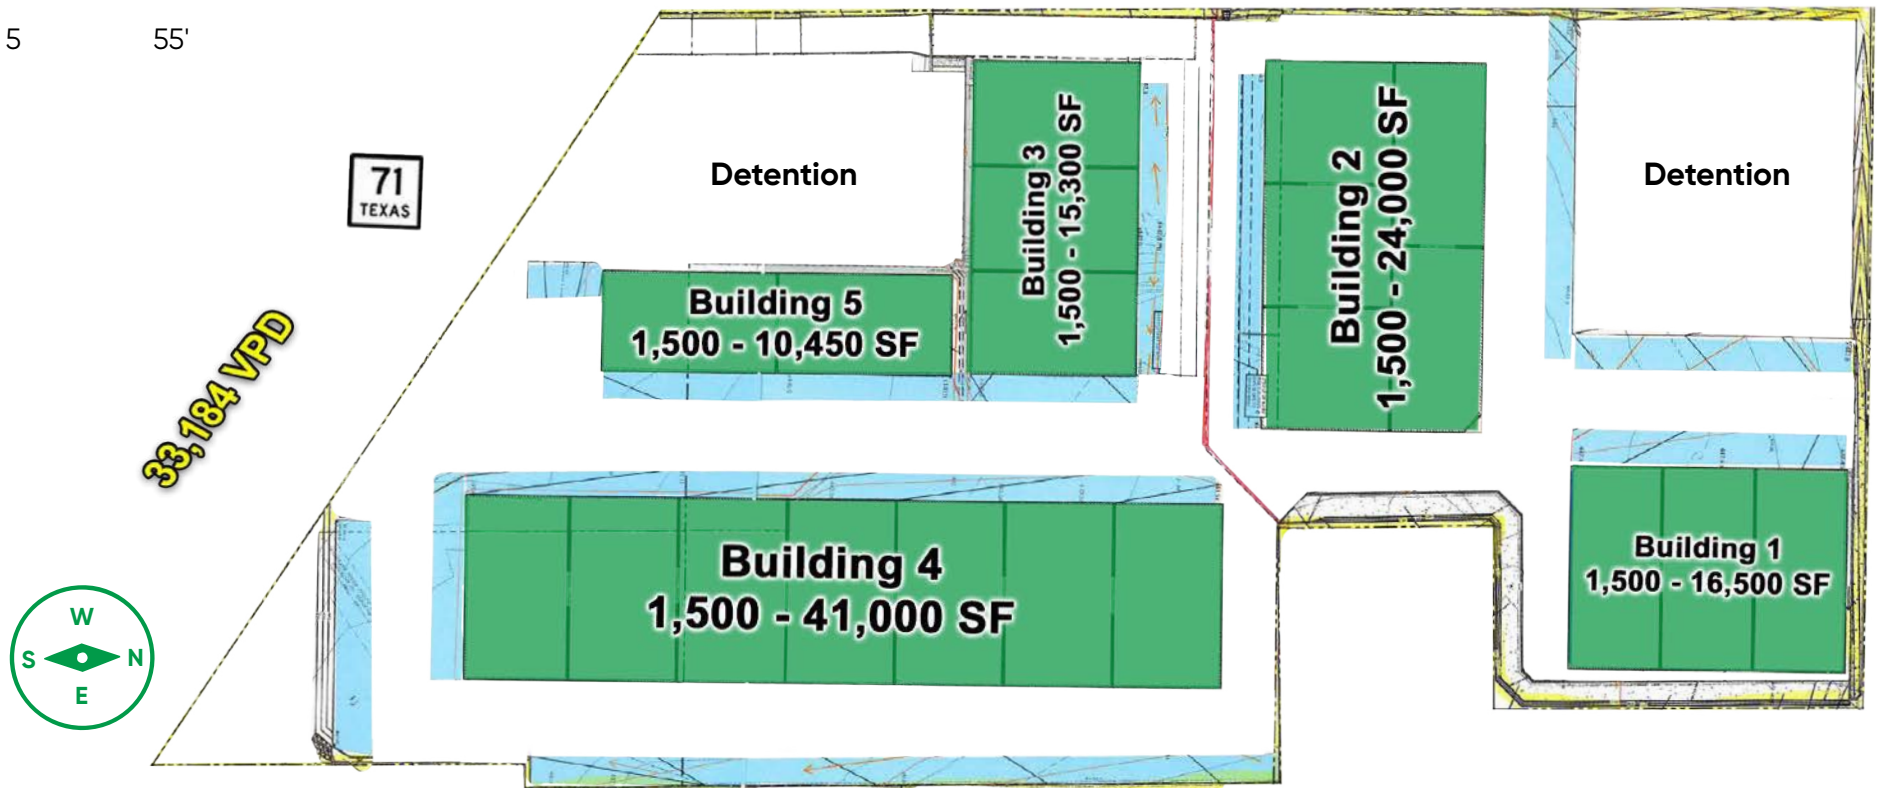 5 55'
71
TEXAS
33,184 VPD
Detention
Building 3
1,500 - 15,300 SF
Building 2
1,500 - 24,000 SF
Detention
Building 5
1,500 - 10,450 SF
Building 4
1,500 - 41,000 SF
Building 1
1,500 - 16,500 SF
W
S N
E